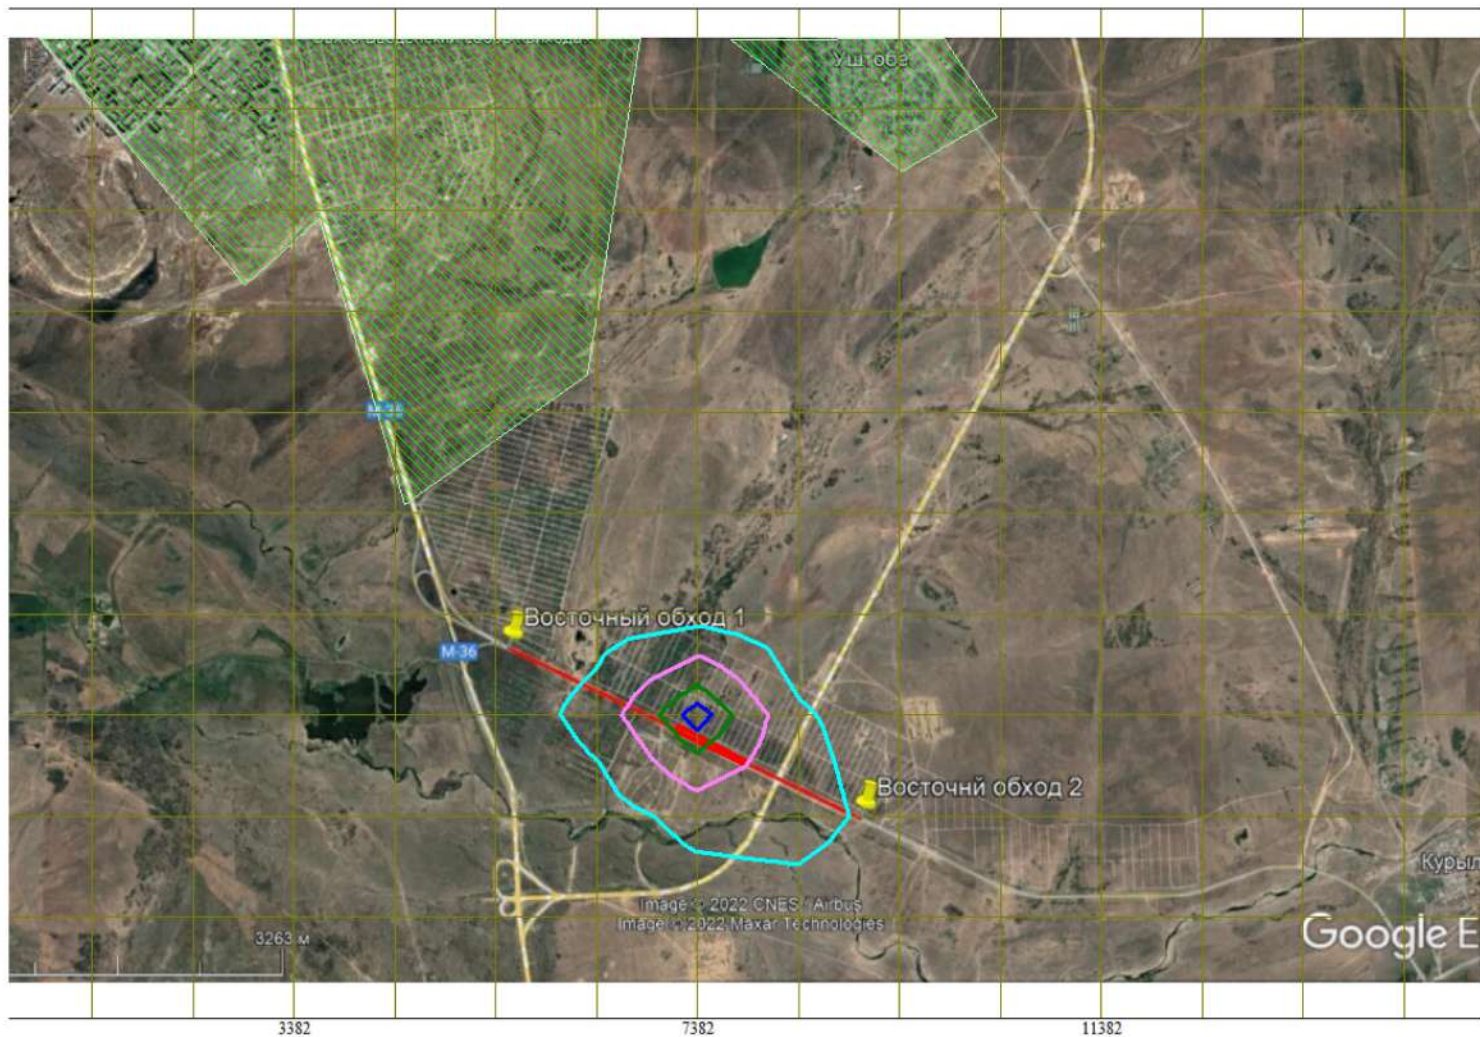 Уштобе
Восточный обход 1
М-36
Восточнй обход 2
Курыл
Image © 2022 CNES / Airbus
Image © 2022 Maxar Technologies
3263 м
Google E
3382
7382
11382